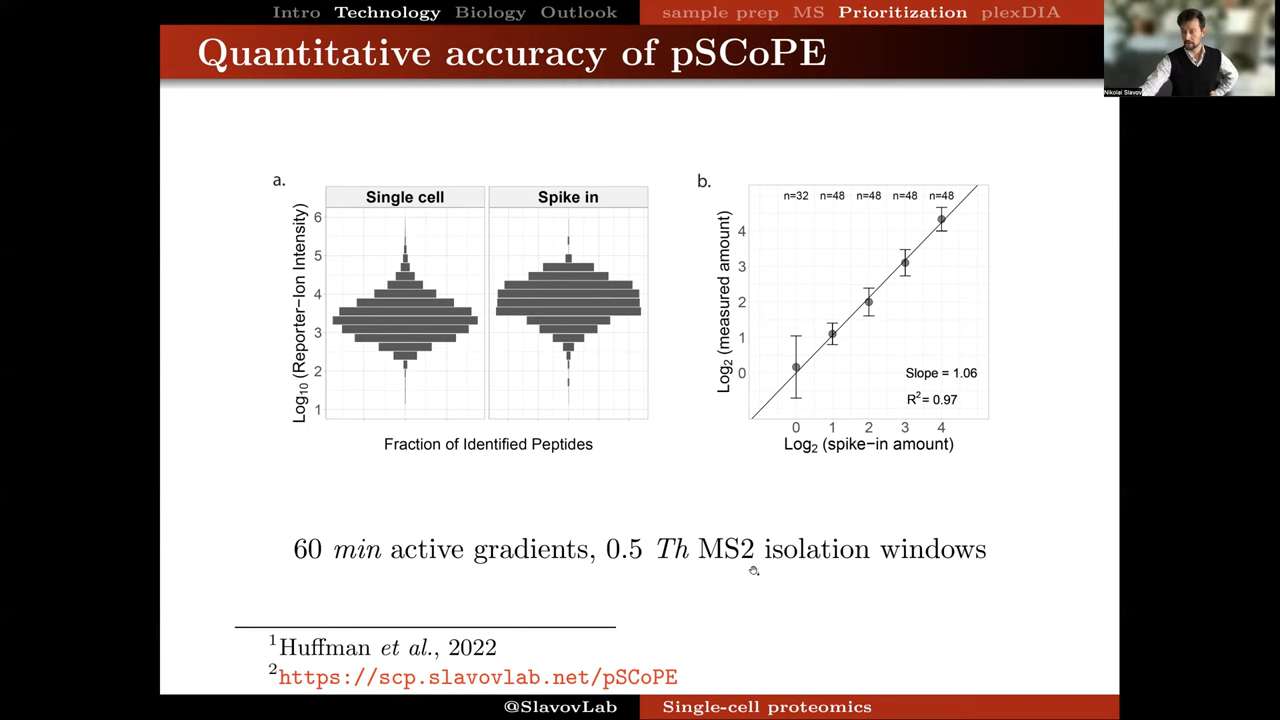 Intro Technology Biology Outlook sample prep MS Prioritization plexDIA
Quantitative accuracy of pSCoPE
Nikolai Slavov
a.
Single cell
Spike in
Log10 (Reporter−Ion Intensity)
6
5
4
3
2
1
Fraction of Identified Peptides
b.
n=32 n=48 n=48 n=48 n=48
Log2 (measured amount)
4
3
2
1
0
Slope = 1.06
R2= 0.97
0 1 2 3 4
Log2 (spike−in amount)
60 min active gradients, 0.5 Th MS2 isolation windows
1Huffman et al., 2022
2https://scp.slavovlab.net/pSCoPE
@SlavovLab Single-cell proteomics